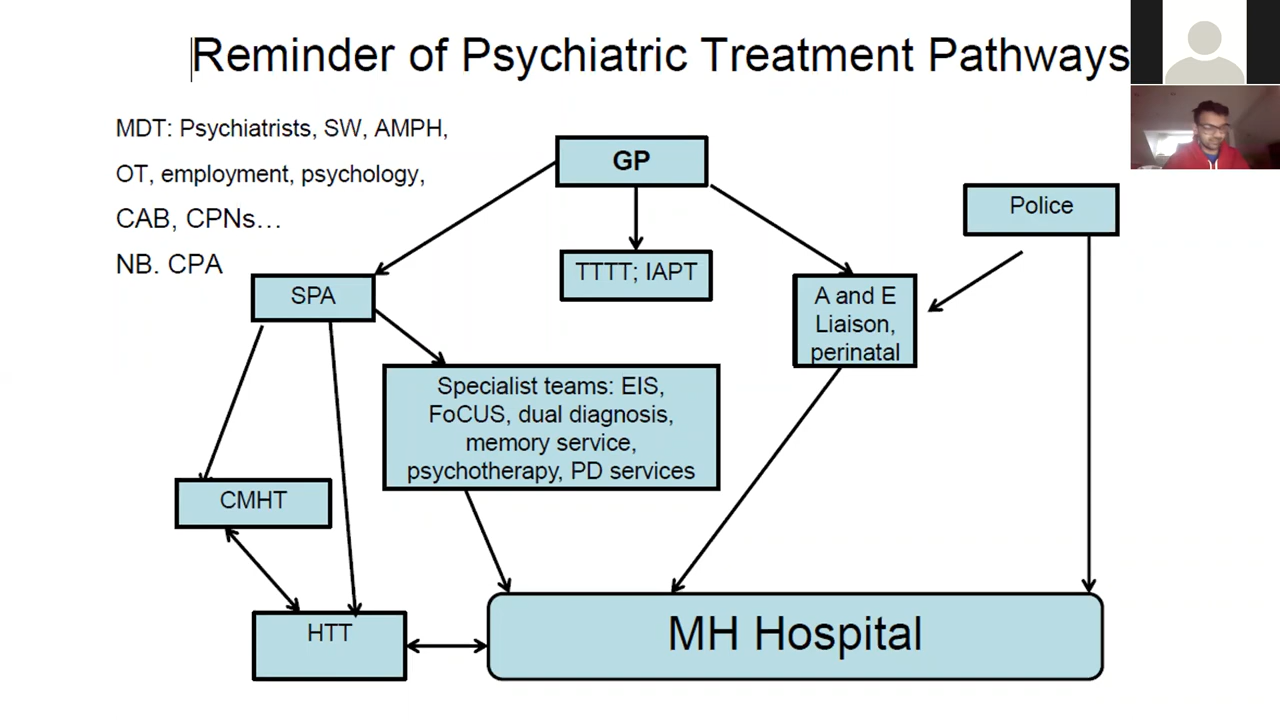 Reminder of Psychiatric Treatment Pathways
MDT: Psychiatrists, SW, AMPH,
OT, employment, psychology,
CAB, CPNs…
NB. CPA
GP
Police
TTTT; IAPT
SPA
A and E
Liaison,
perinatal
Specialist teams: EIS,
FoCUS, dual diagnosis,
memory service,
psychotherapy, PD services
CMHT
HTT
MH Hospital